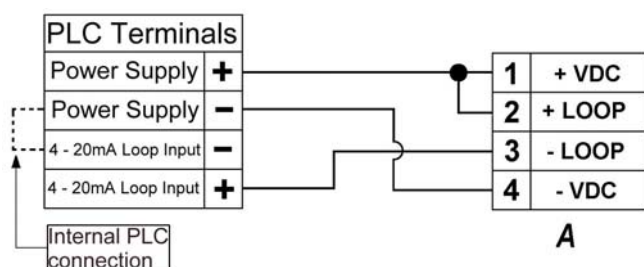 PLC Terminals
Power Supply +
Power Supply −
4 - 20mA Loop Input −
4 - 20mA Loop Input +
Internal PLC
connection
1 + VDC
2 + LOOP
3 - LOOP
4 - VDC
A